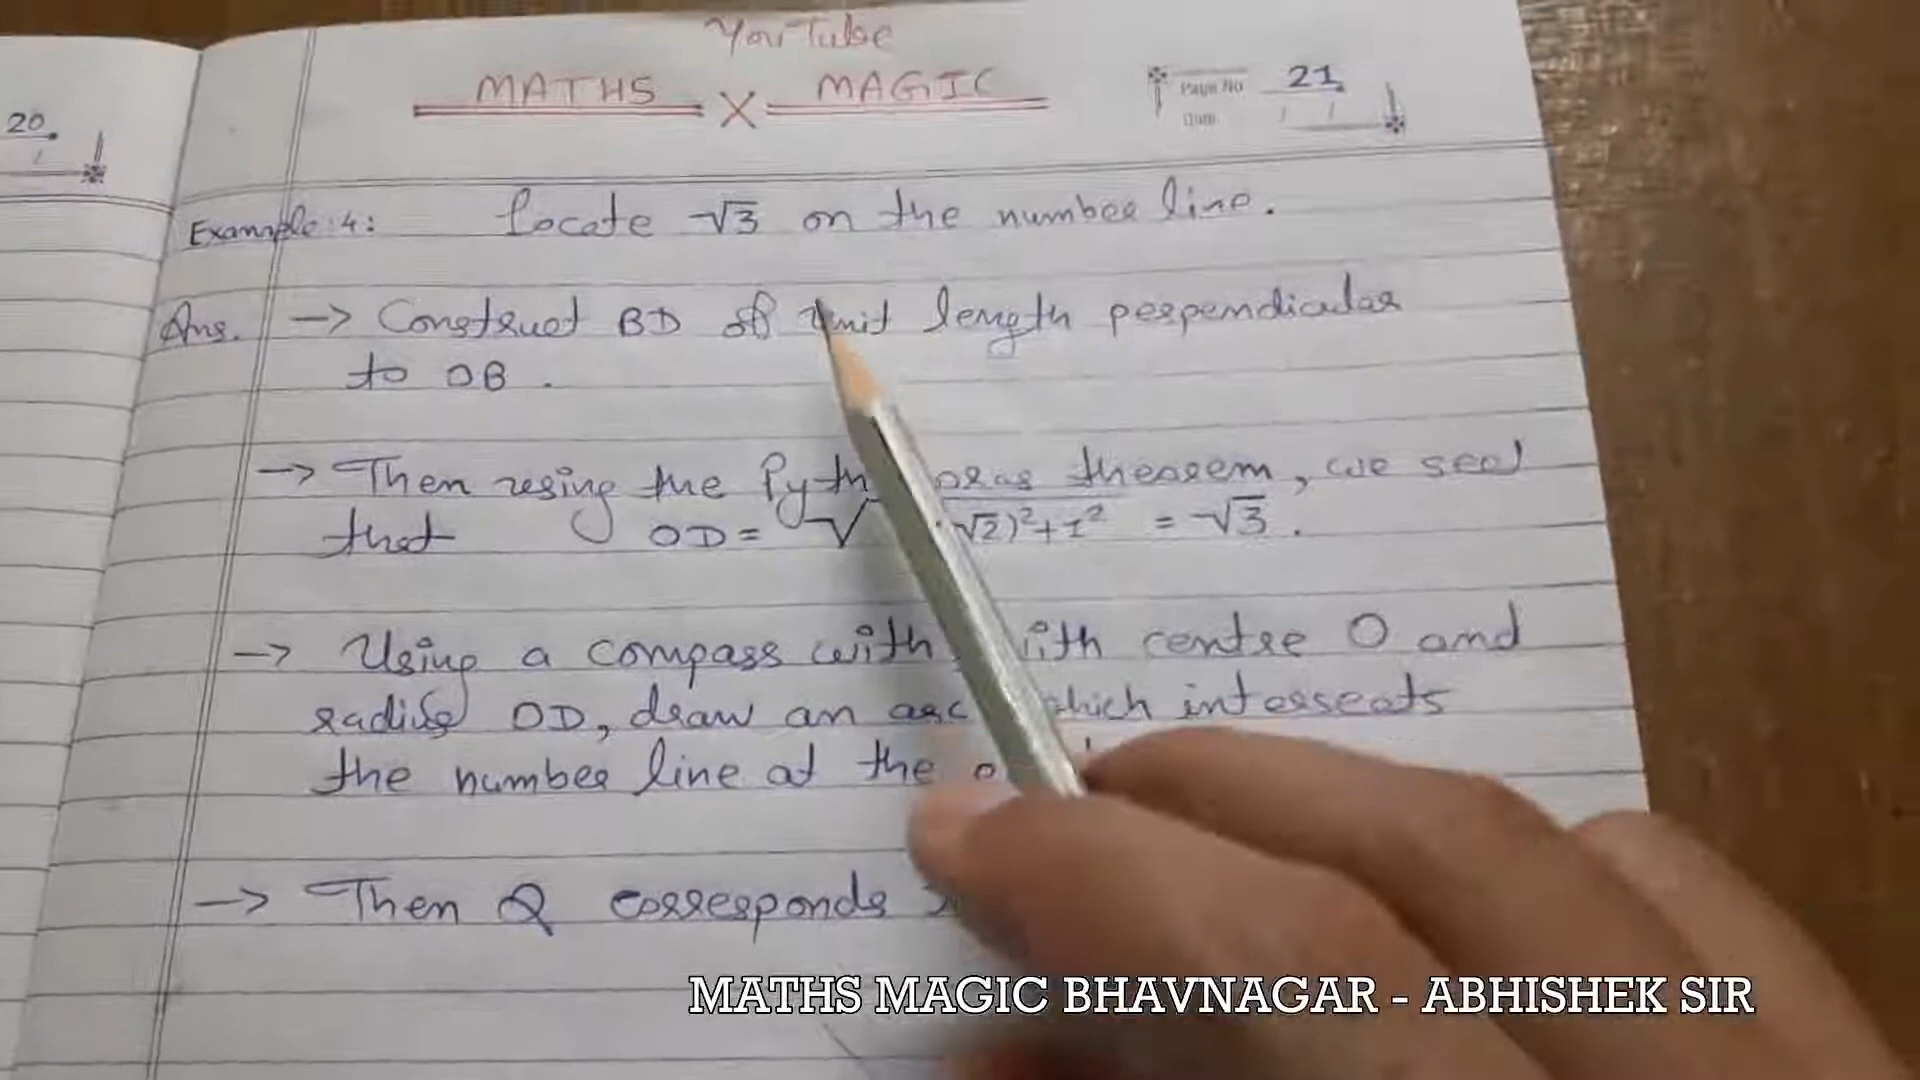 YouTube
MATHS X MAGIC
Page No 21
20
Example:4: Locate √3 on the number line.
Ans. → Construct BD of unit length perpendicular
to OB.
→ Then using the theorem, we see
that OD = √2)²+1² = √3.
→ Using a compass with centre O and
radius OD, draw an arc which intersects
the number line at the
→ Then Q corresponds
MATHS MAGIC BHAVNAGAR - ABHISHEK SIR